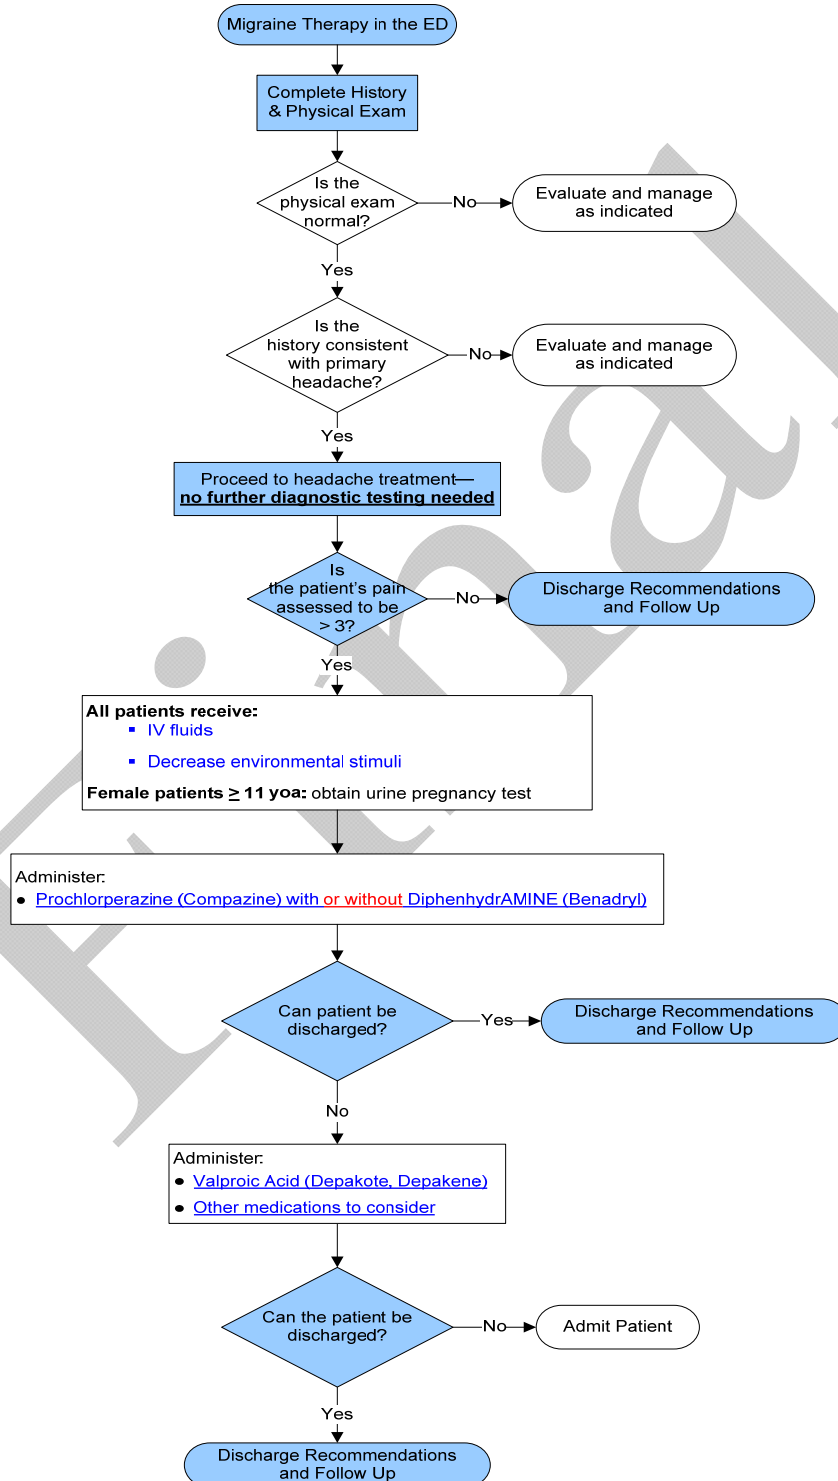 Migraine Therapy in the ED
Complete History
& Physical Exam
Is the
physical exam
normal?
No
Evaluate and manage
as indicated
Yes
Is the
history consistent
with primary
headache?
No
Evaluate and manage
as indicated
Yes
Proceed to headache treatment—
no further diagnostic testing needed
Is
the patient's pain
assessed to be
> 3?
No
Discharge Recommendations
and Follow Up
Yes
All patients receive:
▪ IV fluids
▪ Decrease environmental stimuli
Female patients ≥ 11 yoa: obtain urine pregnancy test
Administer:
● Prochlorperazine (Compazine) with or without DiphenhydrAMINE (Benadryl)
Can patient be
discharged?
Yes
Discharge Recommendations
and Follow Up
No
Administer:
● Valproic Acid (Depakote, Depakene)
● Other medications to consider
Can the patient be
discharged?
No
Admit Patient
Yes
Discharge Recommendations
and Follow Up
Final